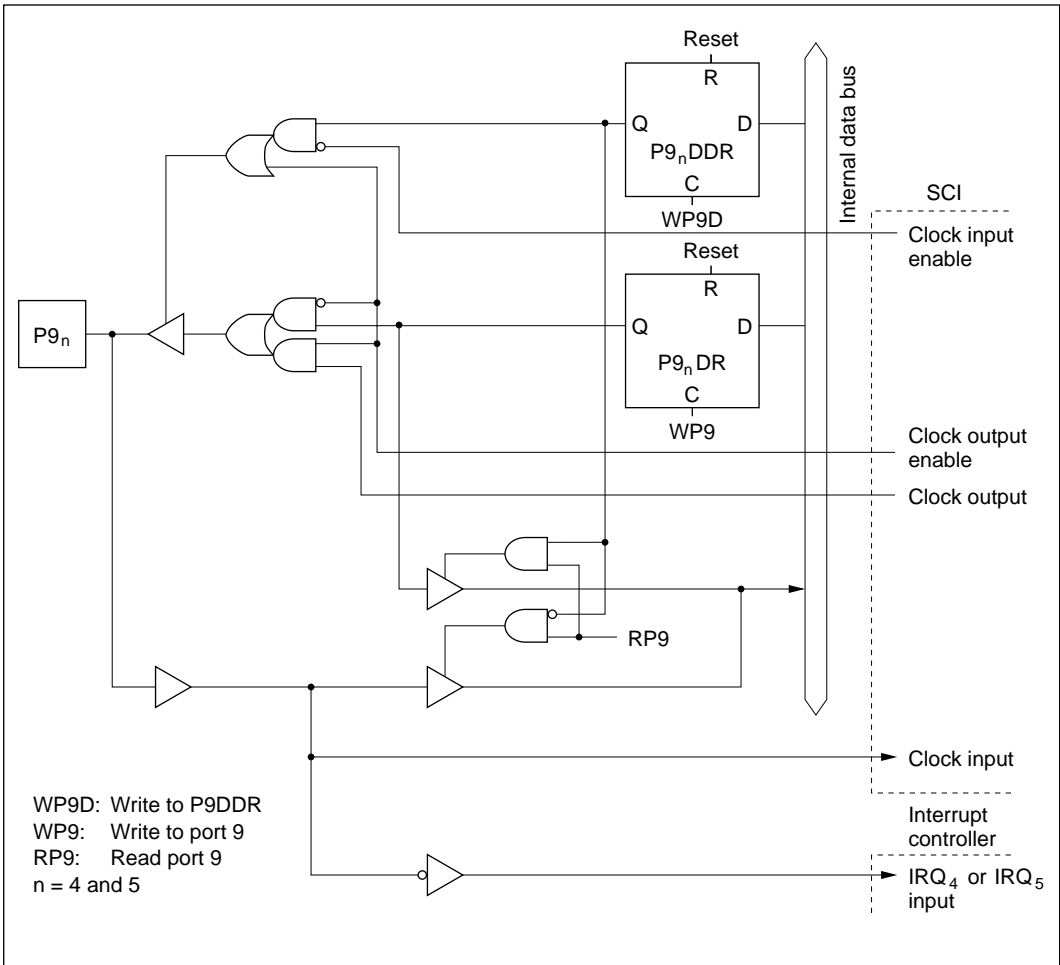 Reset
R
Q
D
P9nDDR
C
WP9D
Internal data bus
SCI
Clock input
enable
Reset
R
Q
D
P9nDR
C
WP9
P9n
Clock output
enable
Clock output
RP9
Clock input
WP9D: Write to P9DDR
WP9: Write to port 9
RP9: Read port 9
n = 4 and 5
Interrupt
controller
IRQ4 or IRQ5
input